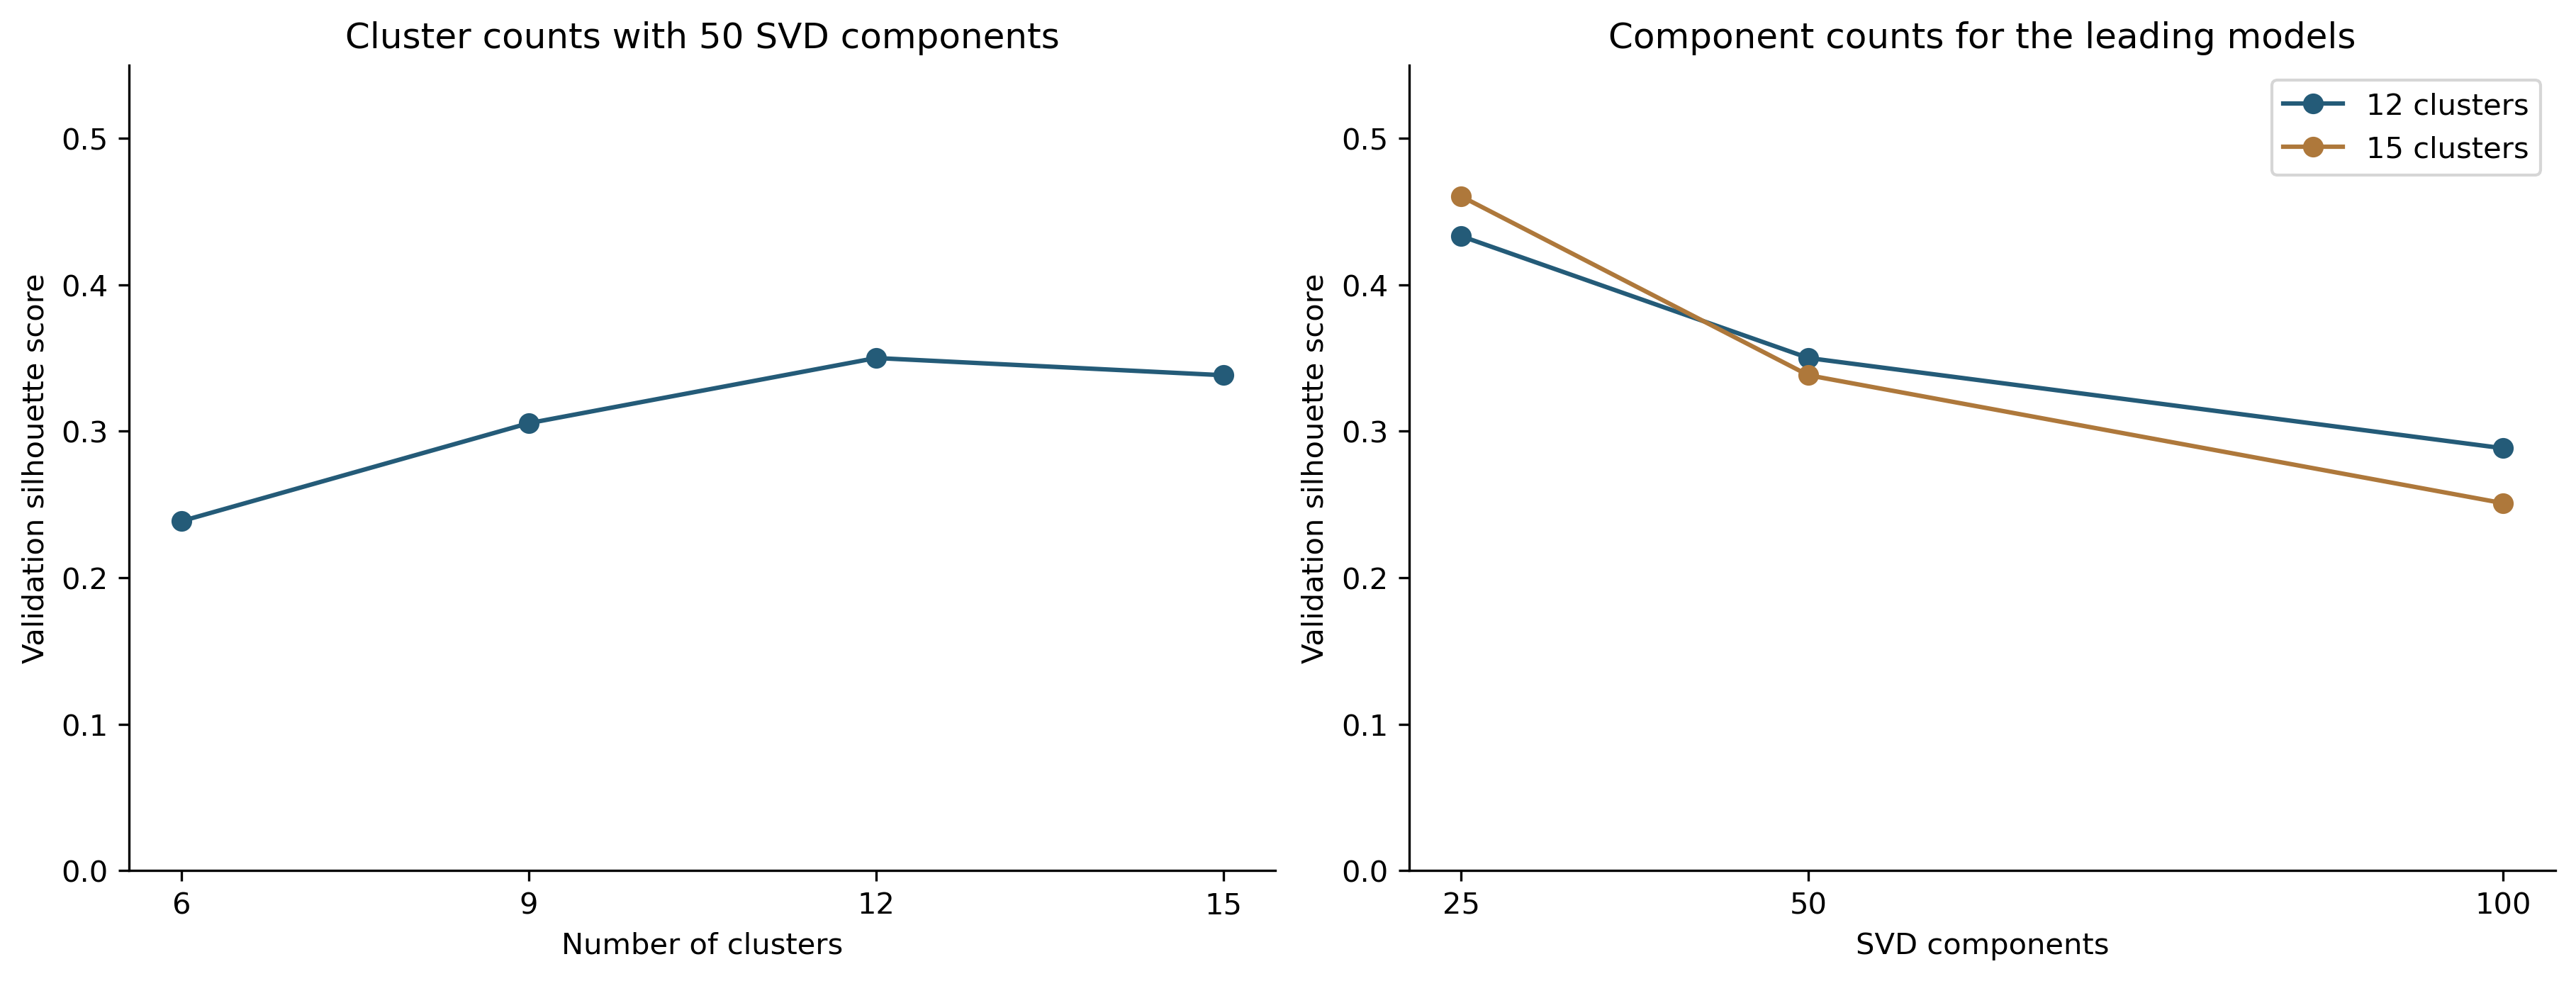 Cluster counts with 50 SVD components
Validation silhouette score
0.5
0.4
0.3
0.2
0.1
0.0
6 9 12 15
Number of clusters
Component counts for the leading models
12 clusters
15 clusters
Validation silhouette score
0.5
0.4
0.3
0.2
0.1
0.0
25 50 100
SVD components